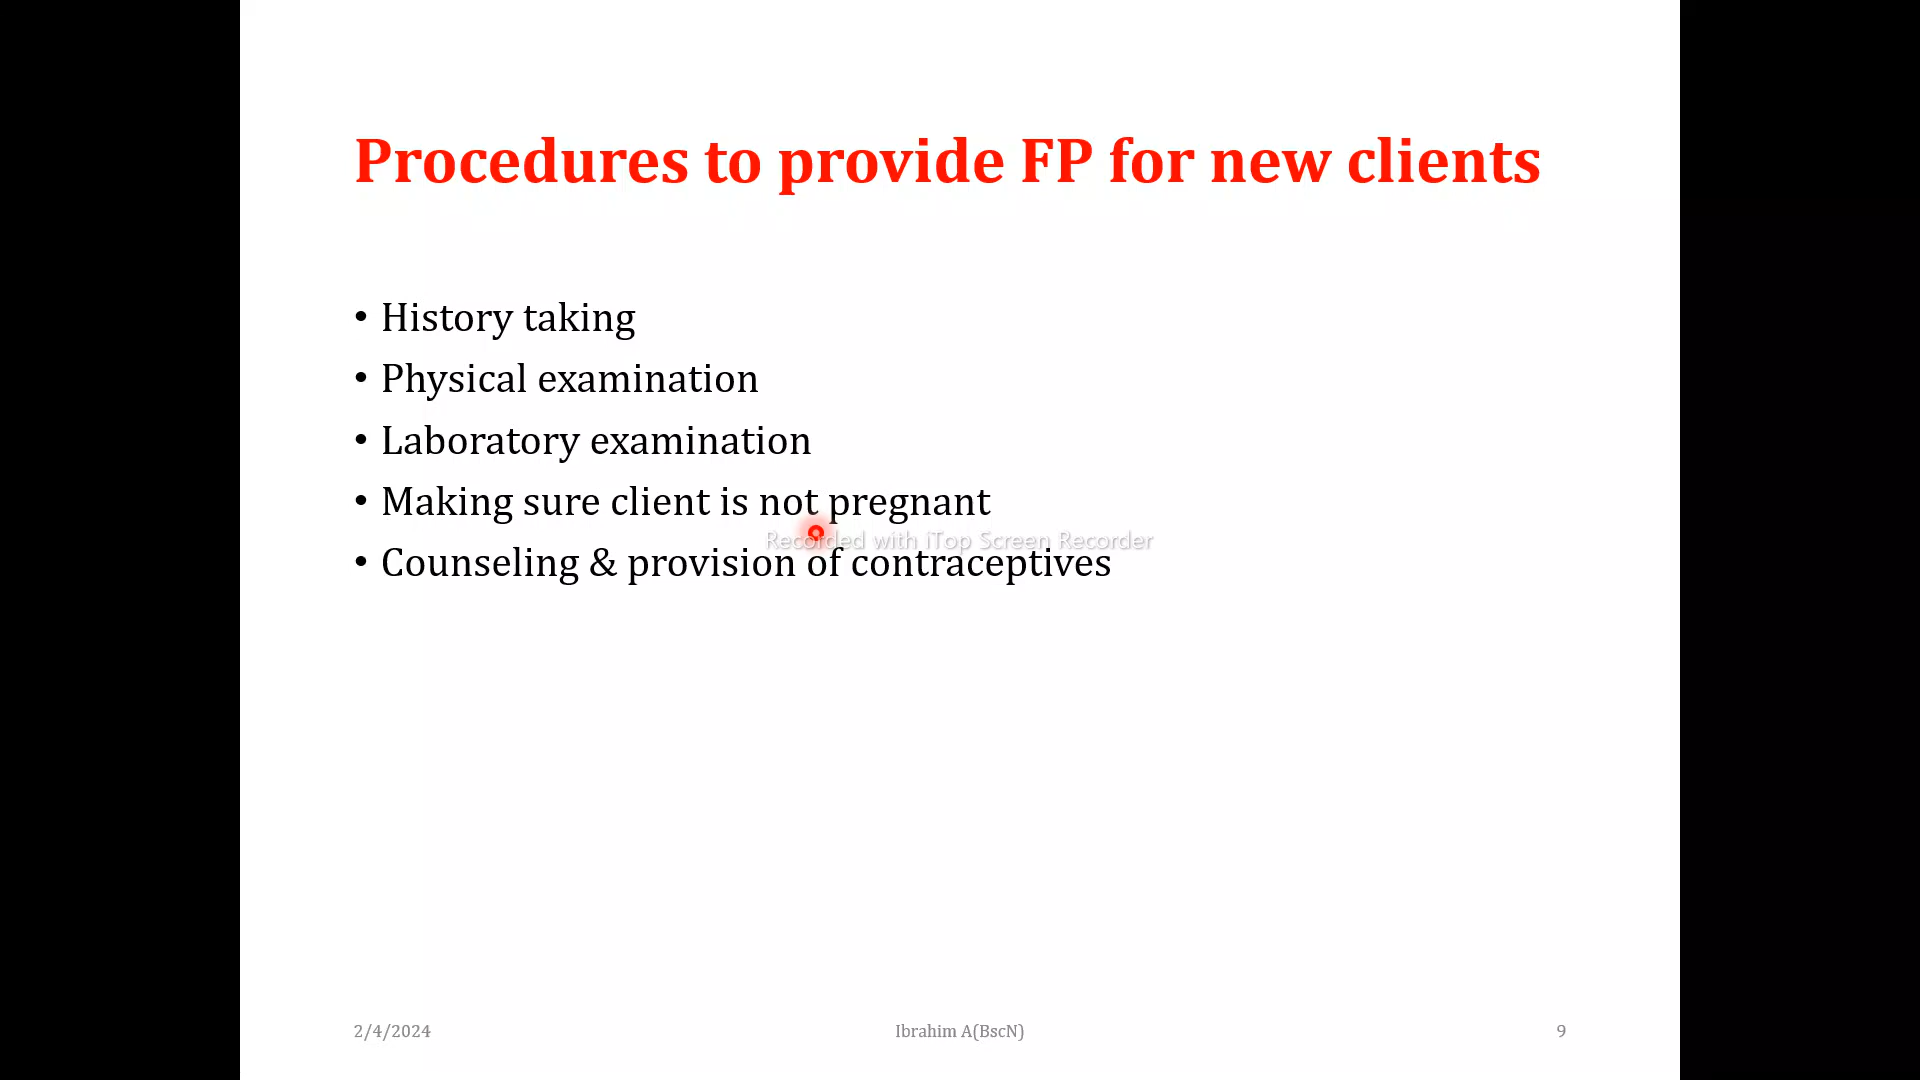 Procedures to provide FP for new clients
• History taking
• Physical examination
• Laboratory examination
• Making sure client is not pregnant
Recorded with iTop Screen Recorder
• Counseling & provision of contraceptives
2/4/2024
Ibrahim A(BscN)
9